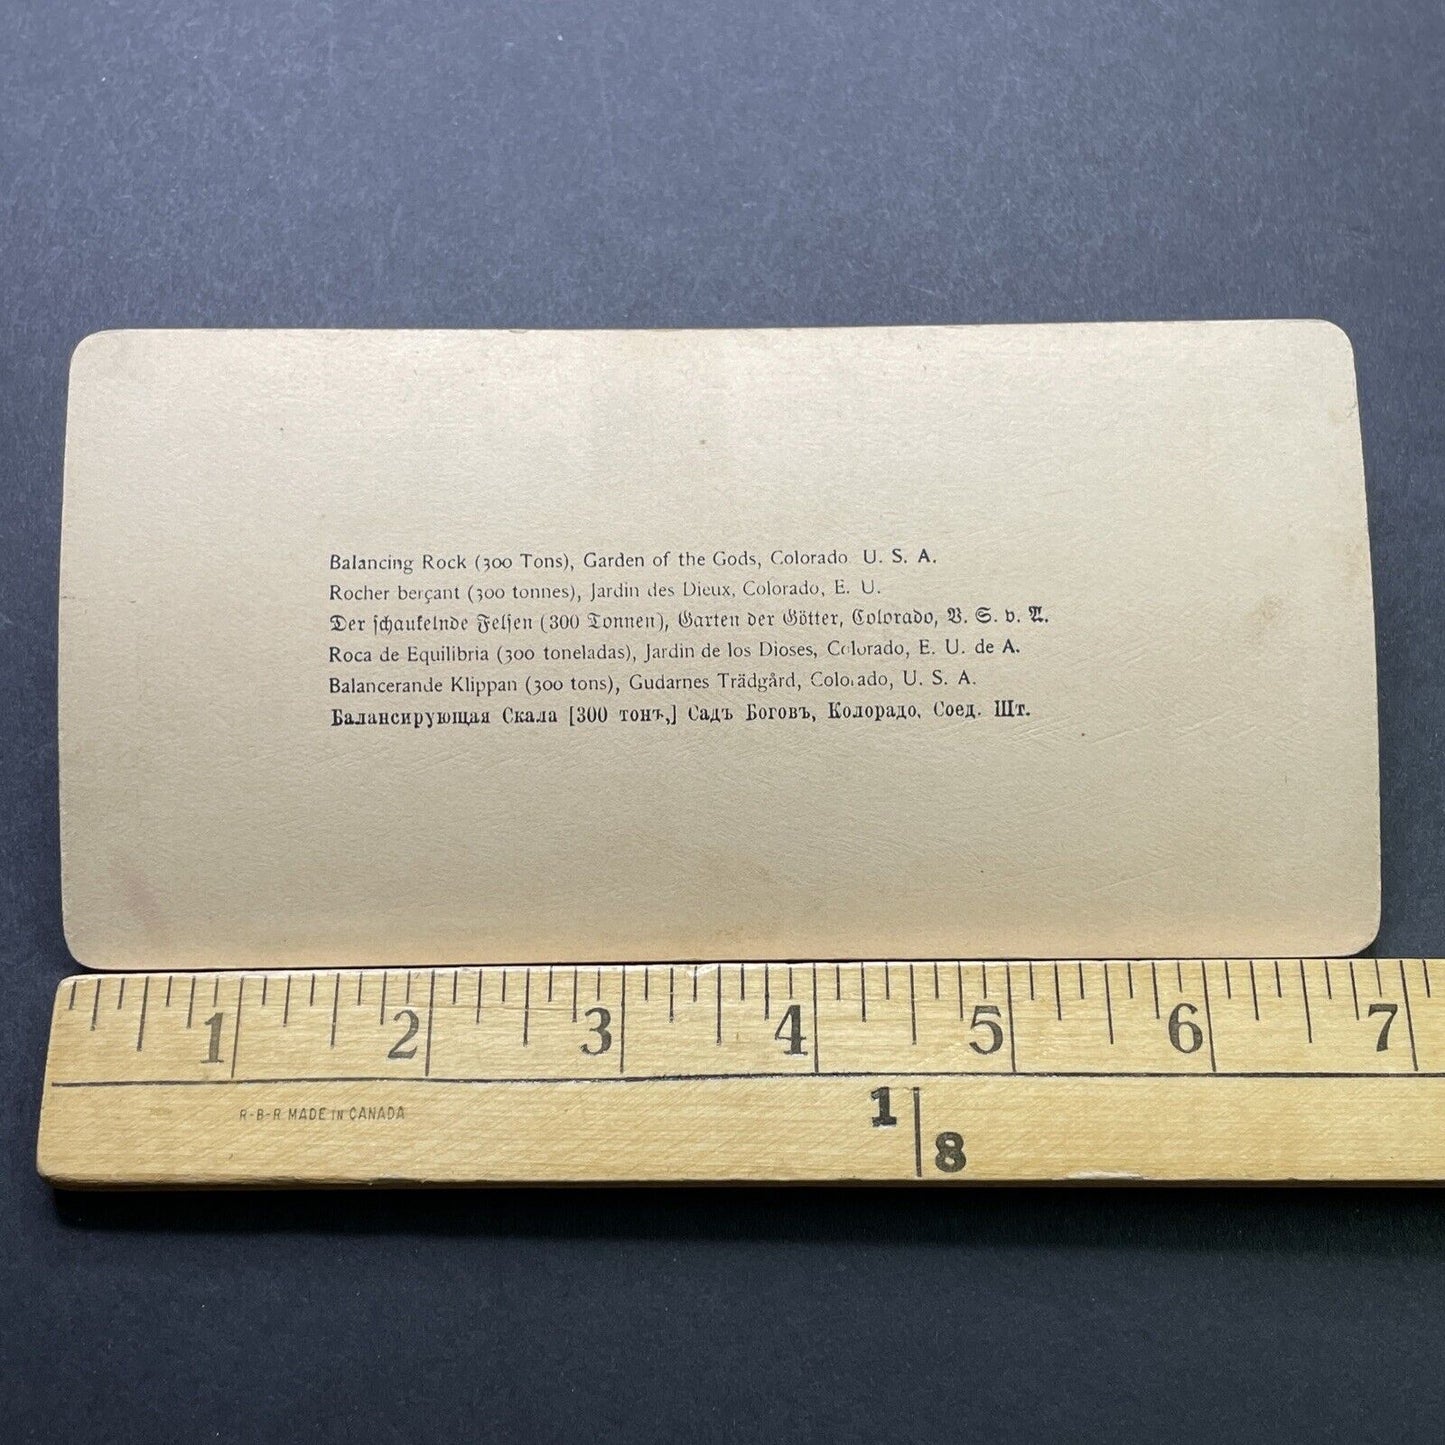 Balancing Rock (300 Tons), Garden of the Gods, Colorado U. S. A.
Rocher berçant (300 tonnes), Jardin des Dieux, Colorado, E. U.
Der schaukelnde Felsen (300 Tonnen), Garten der Götter, Colorado, V. S. v. A.
Roca de Equilibria (300 toneladas), Jardin de los Dioses, Colorado, E. U. de A.
Balancerande Klippan (300 tons), Gudarnes Trädgård, Colorado, U. S. A.
Балансирующая Скала [300 тонъ,] Садъ Боговъ, Колорадо, Соед. Шт.
1 2 3 4 5 6 7
R-B-R MADE IN CANADA
1 8